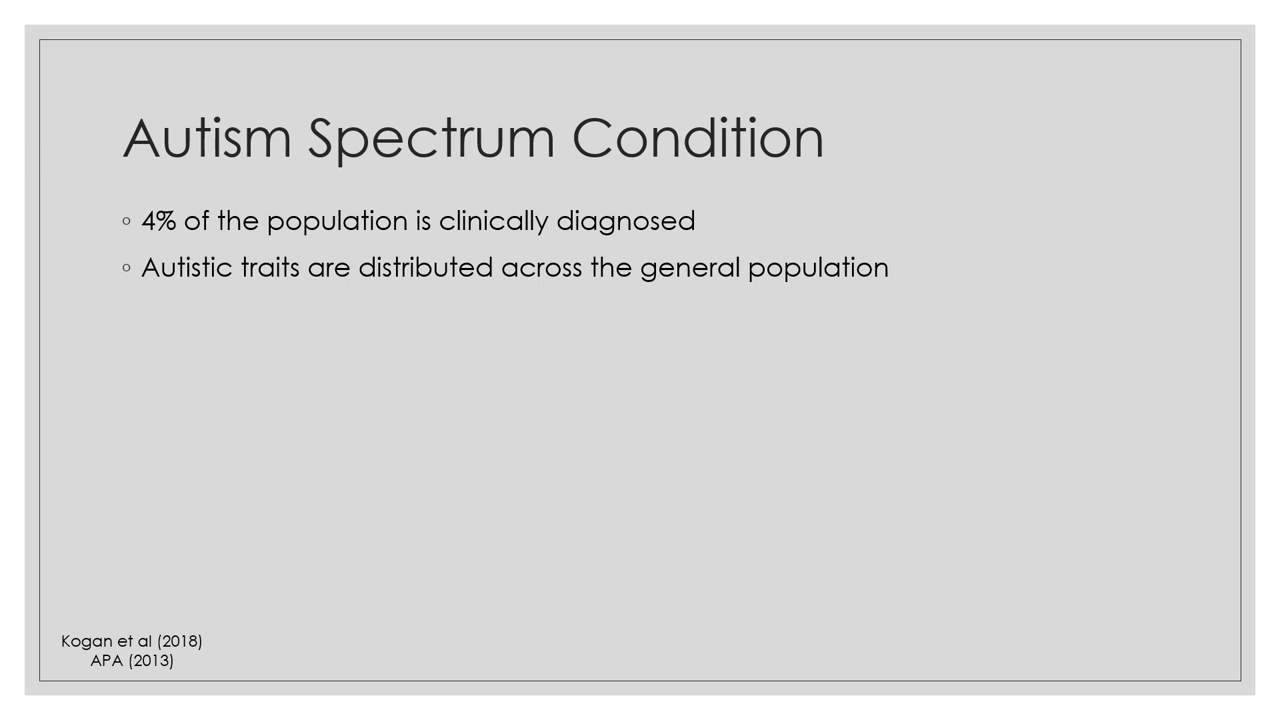 Autism Spectrum Condition
◦ 4% of the population is clinically diagnosed
◦ Autistic traits are distributed across the general population
Kogan et al (2018)
APA (2013)